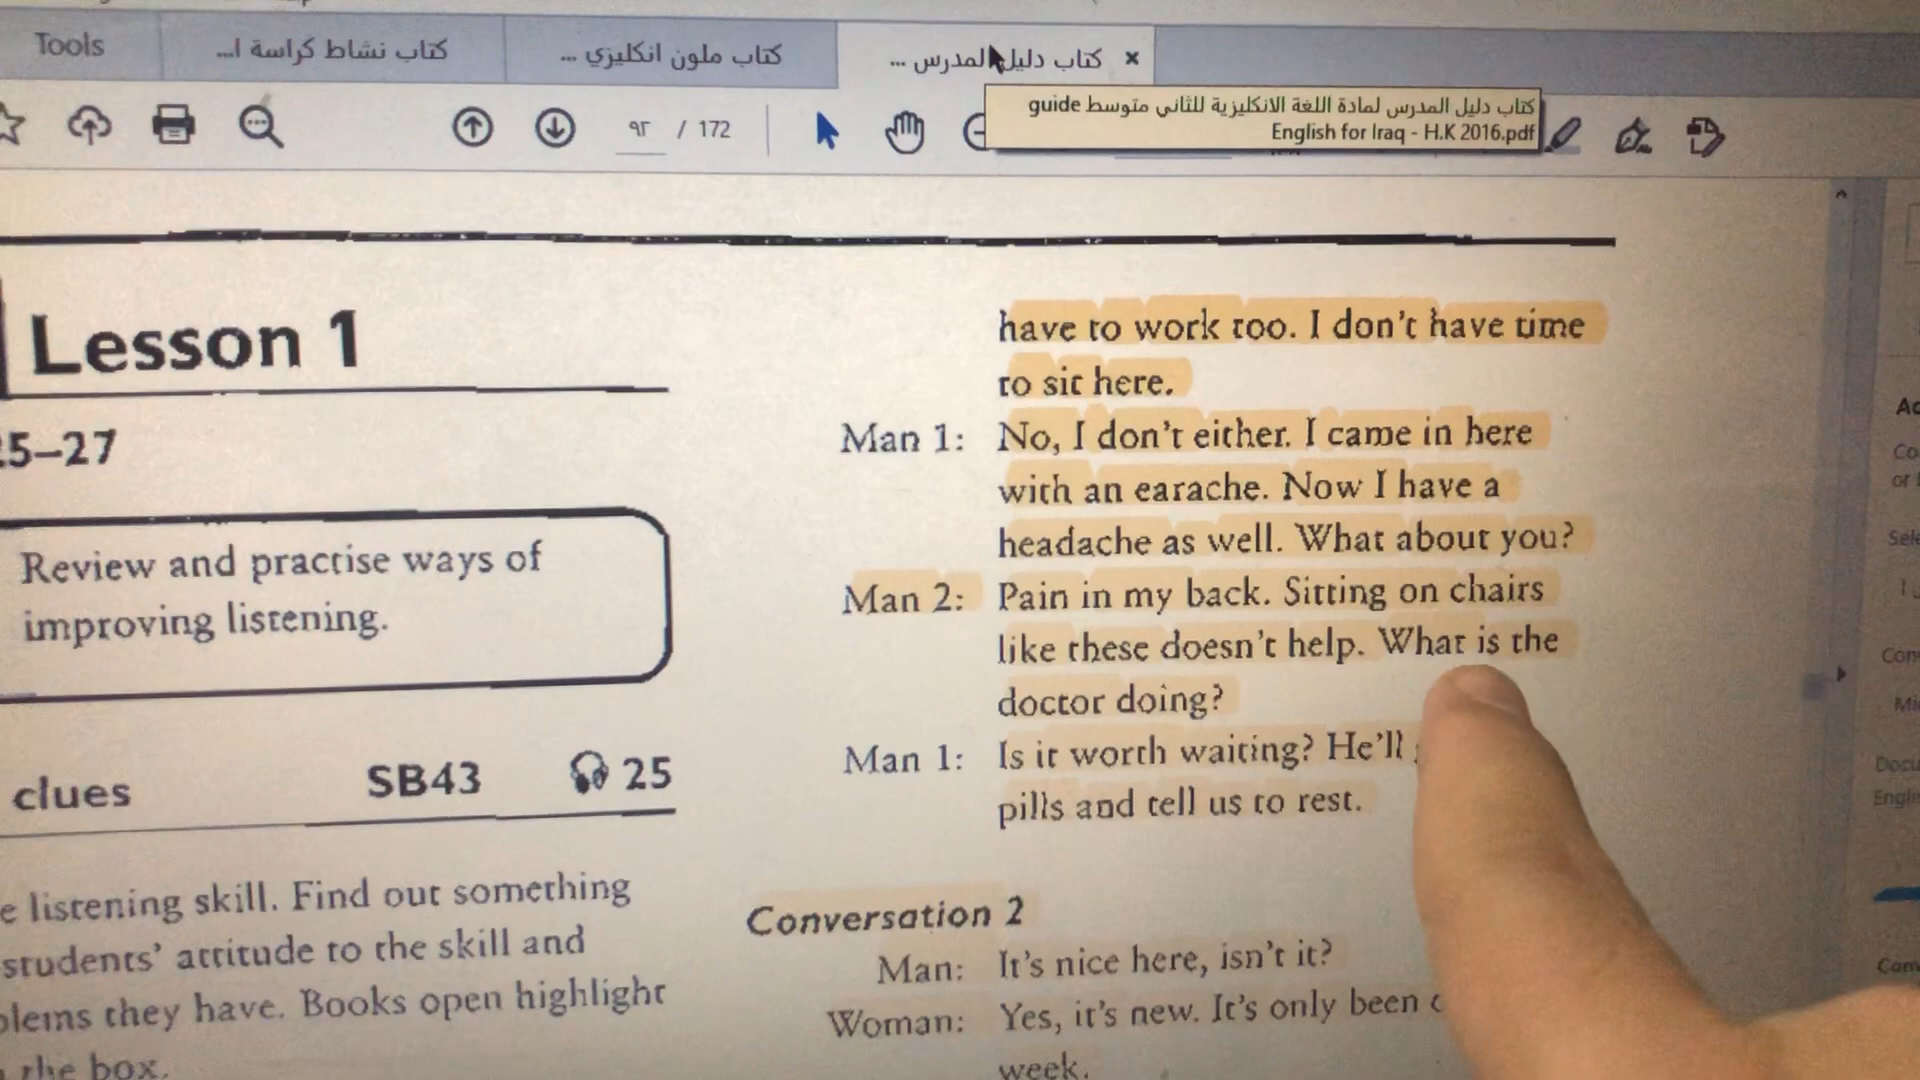 Tools
كتاب نشاط كراسة ا...
كتاب ملون انكليزي ...
كتاب دليل المدرس ...
٩٢ / 172
كتاب دليل المدرس لمادة اللغة الانكليزية للثاني متوسط guide
English for Iraq - H.K 2016.pdf
Lesson 1
5–27
Review and practise ways of
improving listening.
clues SB43 25
e listening skill. Find out something
students' attitude to the skill and
blems they have. Books open highlight
the box.
have to work too. I don't have time
to sit here.
Man 1: No, I don't either. I came in here
with an earache. Now I have a
headache as well. What about you?
Man 2: Pain in my back. Sitting on chairs
like these doesn't help. What is the
doctor doing?
Man 1: Is it worth waiting? He'll
pills and tell us to rest.
Conversation 2
Man: It's nice here, isn't it?
Woman: Yes, it's new. It's only been
week.